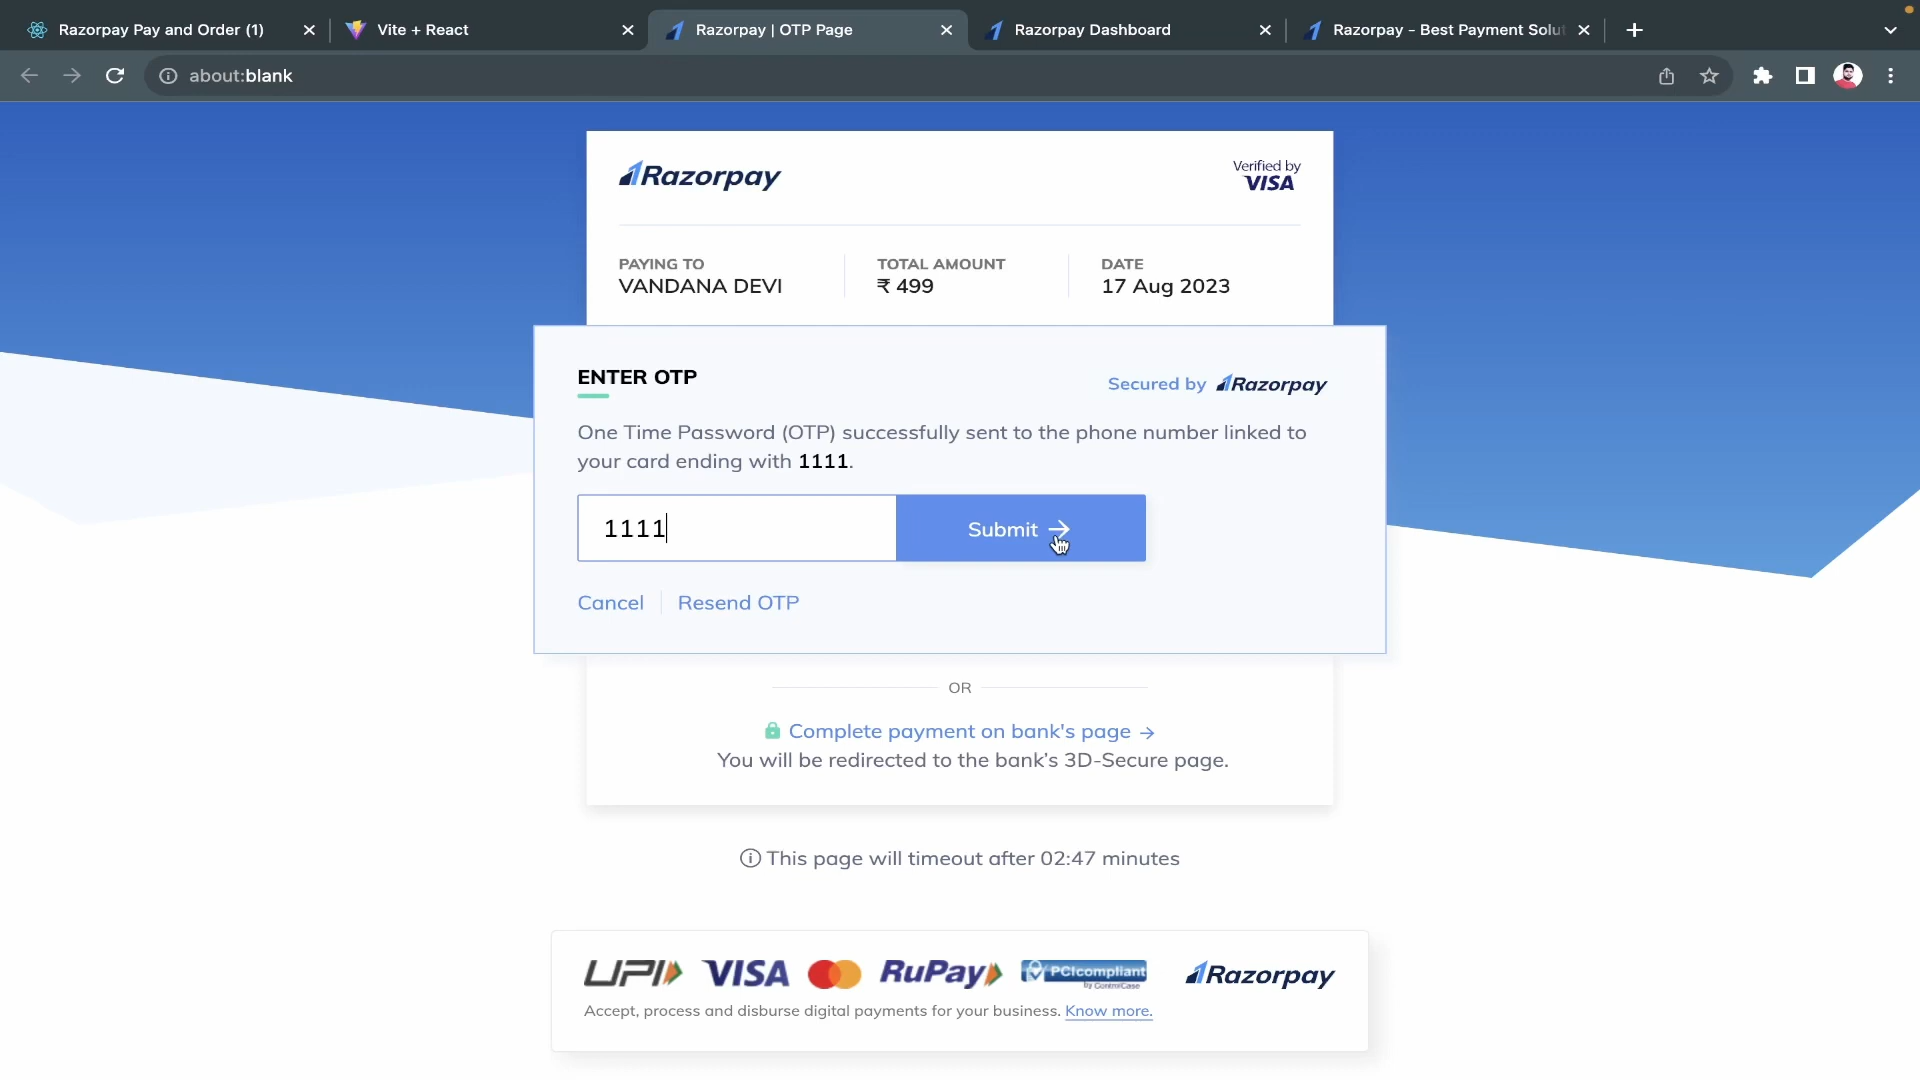 Razorpay Pay and Order (1)
Vite + React
Razorpay | OTP Page
Razorpay Dashboard
Razorpay - Best Payment Solut
about:blank
Razorpay
Verified by
VISA
PAYING TO
VANDANA DEVI
TOTAL AMOUNT
₹ 499
DATE
17 Aug 2023
ENTER OTP
Secured by Razorpay
One Time Password (OTP) successfully sent to the phone number linked to
your card ending with 1111.
1111
Submit →
Cancel
Resend OTP
OR
Complete payment on bank's page →
You will be redirected to the bank’s 3D-Secure page.
This page will timeout after 02:47 minutes
UPI VISA RuPay PCIcompliant Razorpay
by ControlCase
Accept, process and disburse digital payments for your business. Know more.